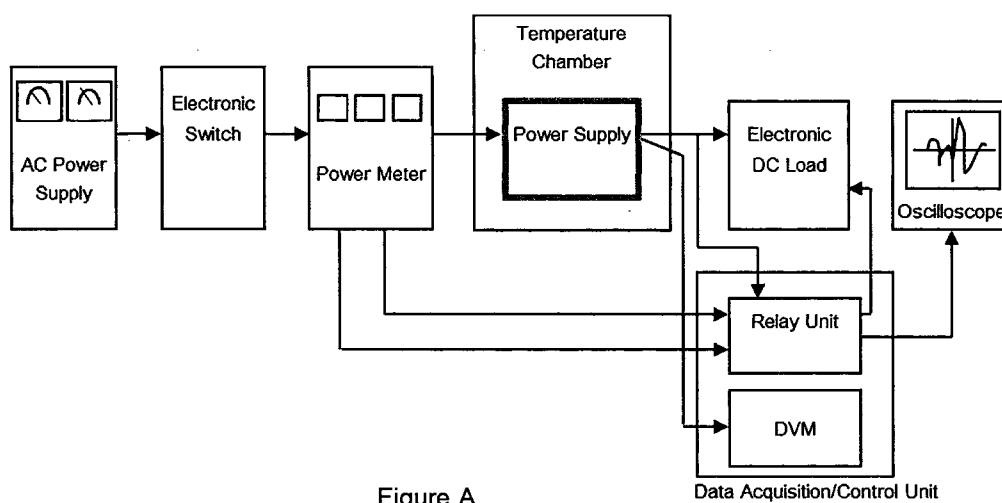 Temperature
Chamber
AC Power
Supply
Electronic
Switch
Power Meter
Power Supply
Electronic
DC Load
Oscilloscope
Relay Unit
DVM
Data Acquisition/Control Unit
Figure A